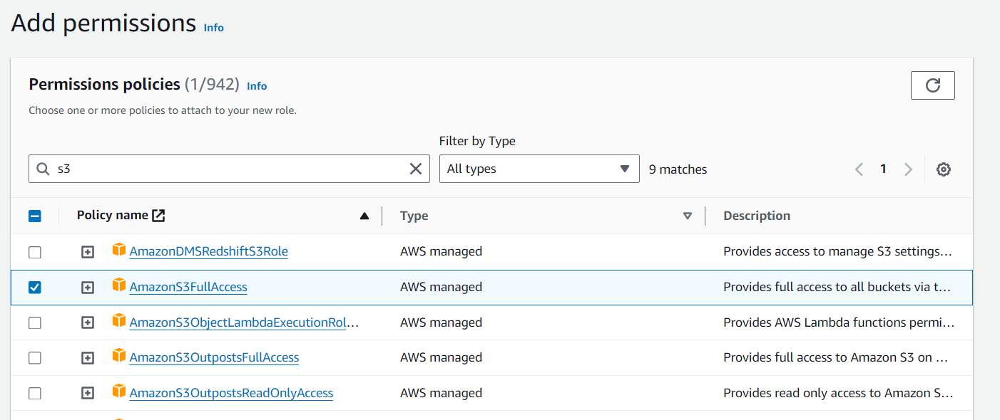 Add permissions Info
Permissions policies (1/942) Info
Choose one or more policies to attach to your new role.
Filter by Type
s3 All types 9 matches 1
Policy name Type Description
AmazonDMSRedshiftS3Role AWS managed Provides access to manage S3 settings...
AmazonS3FullAccess AWS managed Provides full access to all buckets via t...
AmazonS3ObjectLambdaExecutionRol... AWS managed Provides AWS Lambda functions permi...
AmazonS3OutpostsFullAccess AWS managed Provides full access to Amazon S3 on ...
AmazonS3OutpostsReadOnlyAccess AWS managed Provides read only access to Amazon S...